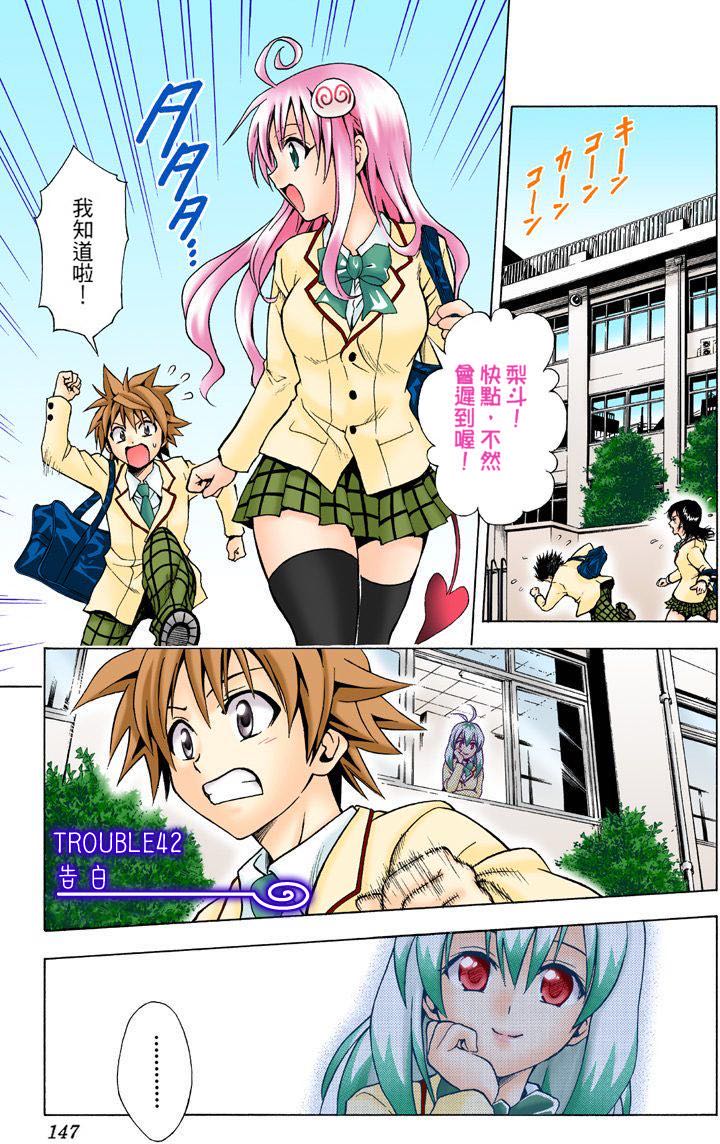 キーン
コーン
カーン
コーン
梨斗！
快點，不然
會遲到喔！
タタタ…
我知道啦！
TROUBLE42
告白
………
147